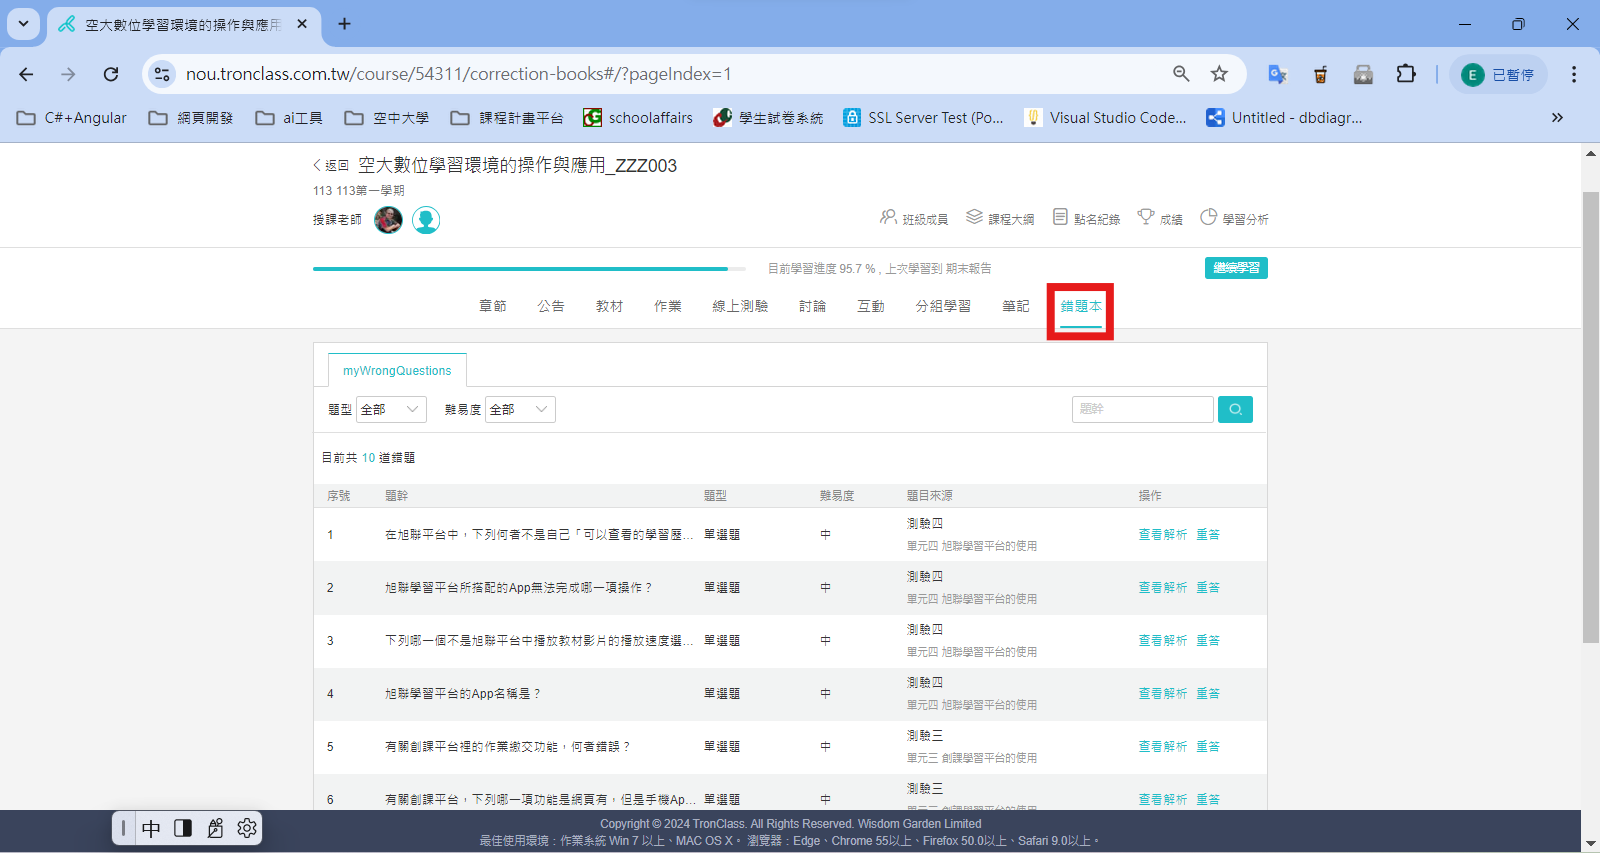 空大數位學習環境的操作與應用
nou.tronclass.com.tw/course/54311/correction-books#/?pageIndex=1
E 已暫停
C#+Angular 網頁開發 ai工具 空中大學 課程計畫平台 schoolaffairs 學生試卷系統 SSL Server Test (Po... Visual Studio Code... Untitled - dbdiagr...
返回 空大數位學習環境的操作與應用_ZZZ003
113 113第一學期
授課老師
班級成員 課程大綱 點名紀錄 成績 學習分析
目前學習進度 95.7 % , 上次學習到 期末報告 繼續學習
章節 公告 教材 作業 線上測驗 討論 互動 分組學習 筆記 錯題本
myWrongQuestions
題型 全部 難易度 全部 題幹
目前共 10 道錯題
序號 題幹 題型 難易度 題目來源 操作
1 在旭聯平台中，下列何者不是自己「可以查看的學習歷... 單選題 中 測驗四 查看解析 重答
單元四 旭聯學習平台的使用
2 旭聯學習平台所搭配的App無法完成哪一項操作？ 單選題 中 測驗四 查看解析 重答
單元四 旭聯學習平台的使用
3 下列哪一個不是旭聯平台中播放教材影片的播放速度選... 單選題 中 測驗四 查看解析 重答
單元四 旭聯學習平台的使用
4 旭聯學習平台的App名稱是？ 單選題 中 測驗四 查看解析 重答
單元四 旭聯學習平台的使用
5 有關創課平台裡的作業繳交功能，何者錯誤？ 單選題 中 測驗三 查看解析 重答
單元三 創課學習平台的使用
6 有關創課平台，下列哪一項功能是網頁有，但是手機Ap... 單選題 中 測驗三 查看解析 重答
單元三 創課學習平台的使用
中
Copyright © 2024 TronClass. All Rights Reserved. Wisdom Garden Limited
最佳使用環境：作業系統 Win 7 以上、MAC OS X。 瀏覽器：Edge、Chrome 55以上、Firefox 50.0以上、Safari 9.0以上。